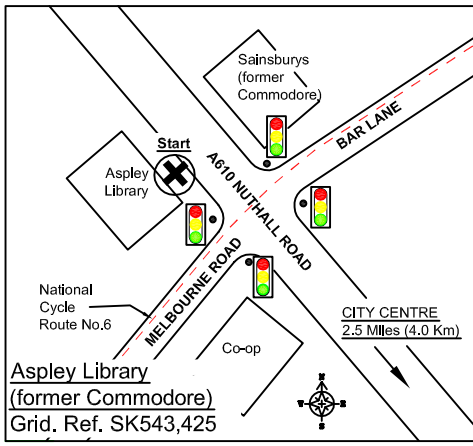 Sainsburys
(former
Commodore)
BAR LANE
Start
A610 NUTHALL ROAD
Aspley
Library
MELBOURNE ROAD
National
Cycle
Route No.6
CITY CENTRE
2.5 Miles (4.0 Km)
Co-op
Aspley Library
(former Commodore)
Grid. Ref. SK543,425